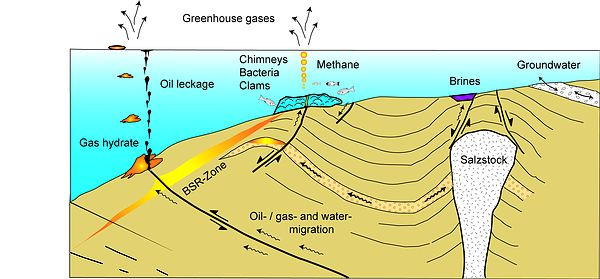 Greenhouse gases
Chimneys
Bacteria
Clams
Methane
Groundwater
Oil leckage
Brines
Gas hydrate
Salzstock
BSR-Zone
Oil- / gas- and water-
migration